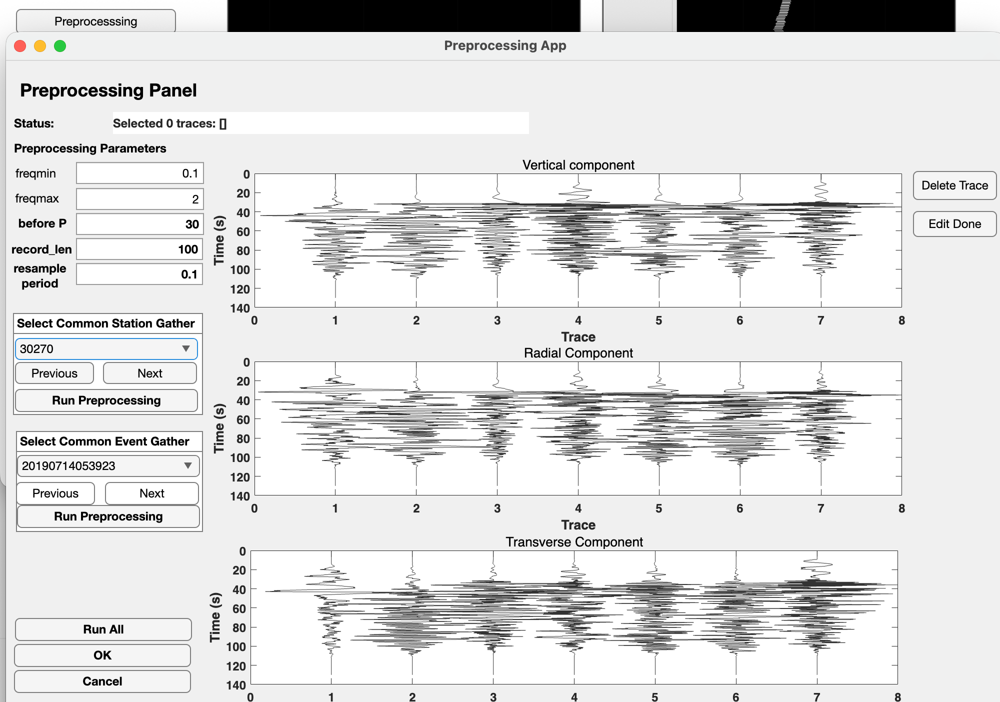 Preprocesssing
Preprocessing App
Preprocessing Panel
Status: Selected 0 traces: []
Preprocessing Parameters
freqmin 0.1
freqmax 2
before P 30
record_len 100
resample
period 0.1
Select Common Station Gather
30270
Previous Next
Run Preprocessing
Select Common Event Gather
20190714053923
Previous Next
Run Preprocessing
Run All
OK
Cancel
Vertical component
0
20
40
60
80
100
120
140
Time (s)
0 1 2 3 4 5 6 7 8
Trace
Radial Component
0
20
40
60
80
100
120
140
Time (s)
0 1 2 3 4 5 6 7 8
Trace
Transverse Component
0
20
40
60
80
100
120
140
Time (s)
0 1 2 3 4 5 6 7 8
Delete Trace
Edit Done